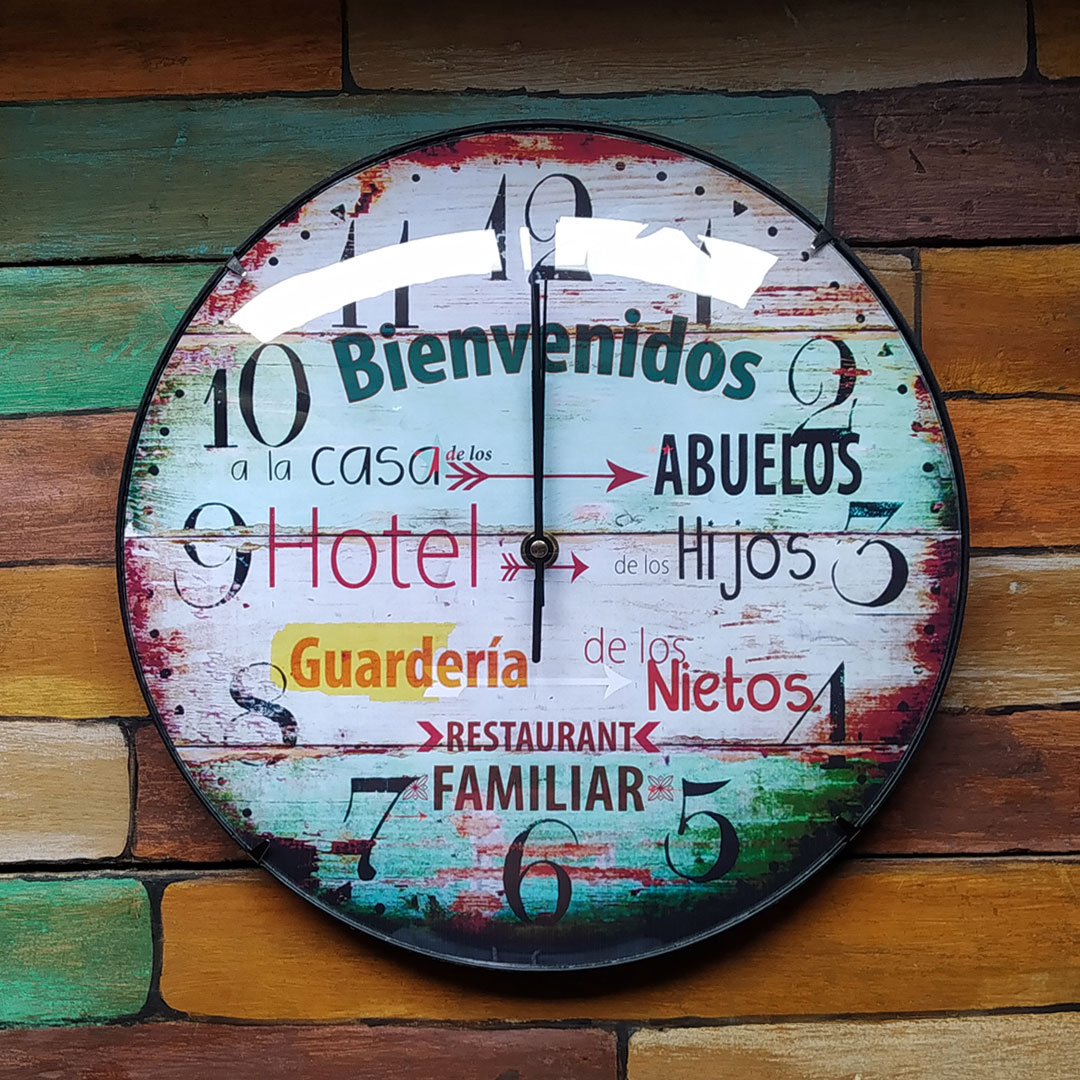 12
11 1
Bienvenidos
10 2
a la casa de los ABUELOS
9 Hotel de los Hijos 3
Guardería de los Nietos
8 4
RESTAURANT
FAMILIAR
7 5
6